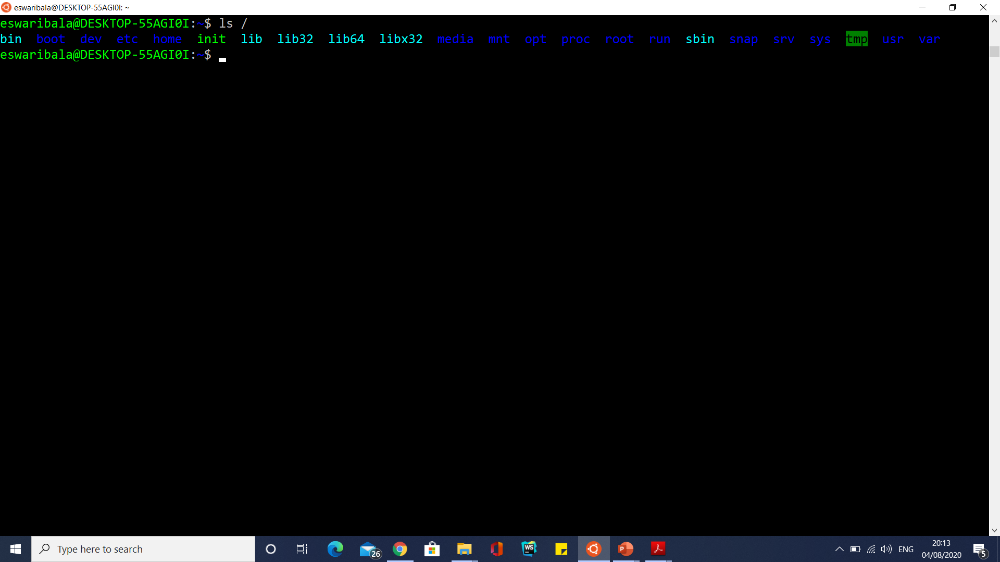 eswaribala@DESKTOP-55AGI0I: ~
eswaribala@DESKTOP-55AGI0I:~$ ls /
bin boot dev etc home init lib lib32 lib64 libx32 media mnt opt proc root run sbin snap srv sys tmp usr var
eswaribala@DESKTOP-55AGI0I:~$
Type here to search
26
WS
P
ENG
20:13
04/08/2020
5